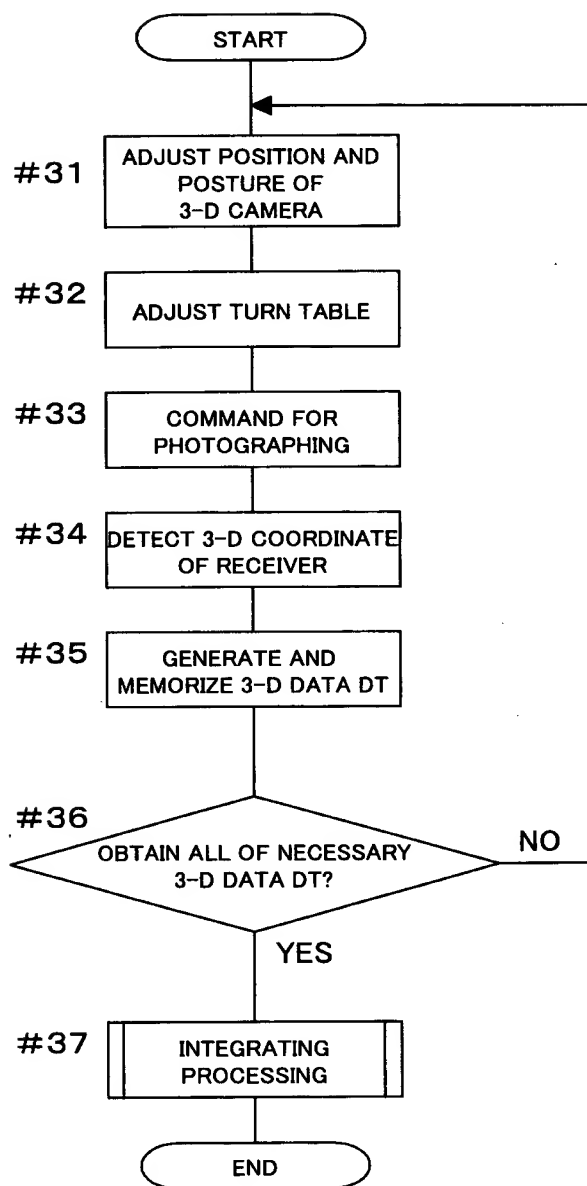 START
#31
ADJUST POSITION AND
POSTURE OF
3-D CAMERA
#32
ADJUST TURN TABLE
#33
COMMAND FOR
PHOTOGRAPHING
#34
DETECT 3-D COORDINATE
OF RECEIVER
#35
GENERATE AND
MEMORIZE 3-D DATA DT
#36
OBTAIN ALL OF NECESSARY
3-D DATA DT?
NO
YES
#37
INTEGRATING
PROCESSING
END